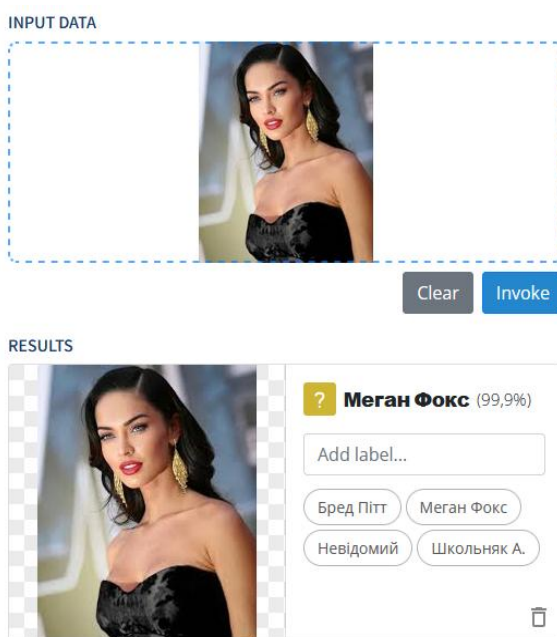 INPUT DATA
Clear Invoke
RESULTS
? Меган Фокс (99,9%)
Add label...
Бред Пітт Меган Фокс
Невідомий Школьняк А.